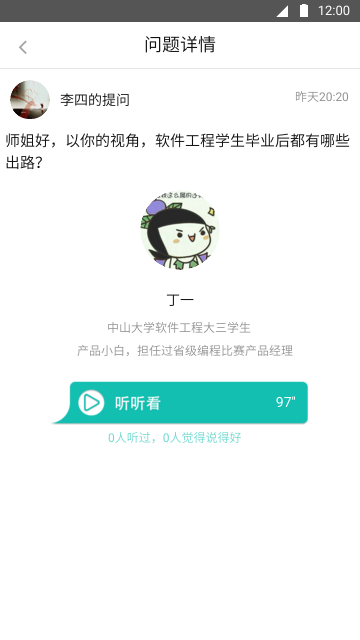 12:00
问题详情
李四的提问
昨天20:20
师姐好，以你的视角，软件工程学生毕业后都有哪些
出路？
丁一
中山大学软件工程大三学生
产品小白，担任过省级编程比赛产品经理
听听看
97"
0人听过，0人觉得说得好